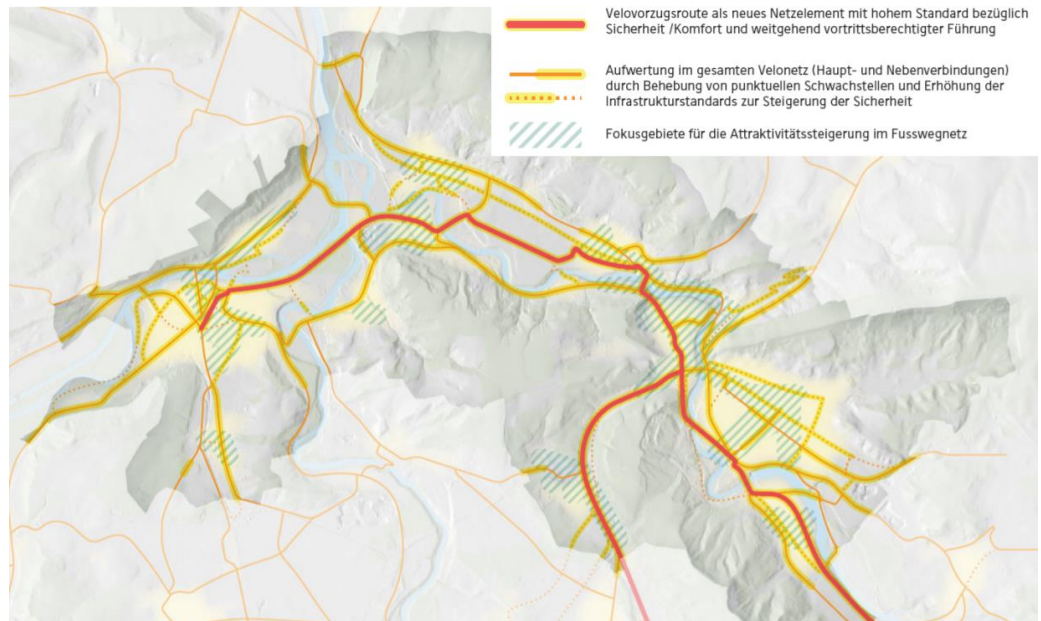 Velovorzugsroute als neues Netzelement mit hohem Standard bezüglich
Sicherheit /Komfort und weitgehend vortrittsberechtigter Führung
Aufwertung im gesamten Velonetz (Haupt- und Nebenverbindungen)
durch Behebung von punktuellen Schwachstellen und Erhöhung der
Infrastrukturstandards zur Steigerung der Sicherheit
Fokusgebiete für die Attraktivitätssteigerung im Fusswegnetz